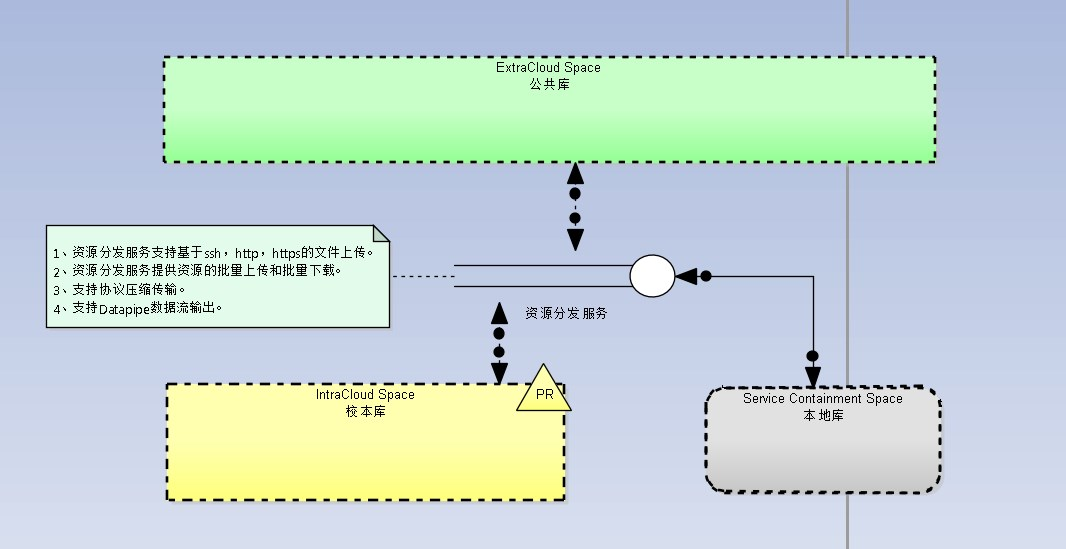 ExtraCloud Space
公共库
1、资源分发服务支持基于ssh，http，https的文件上传。
2、资源分发服务提供资源的批量上传和批量下载。
3、支持协议压缩传输。
4、支持Datapipe数据流输出。
资源分发服务
PR
IntraCloud Space
校本库
Service Containment Space
本地库